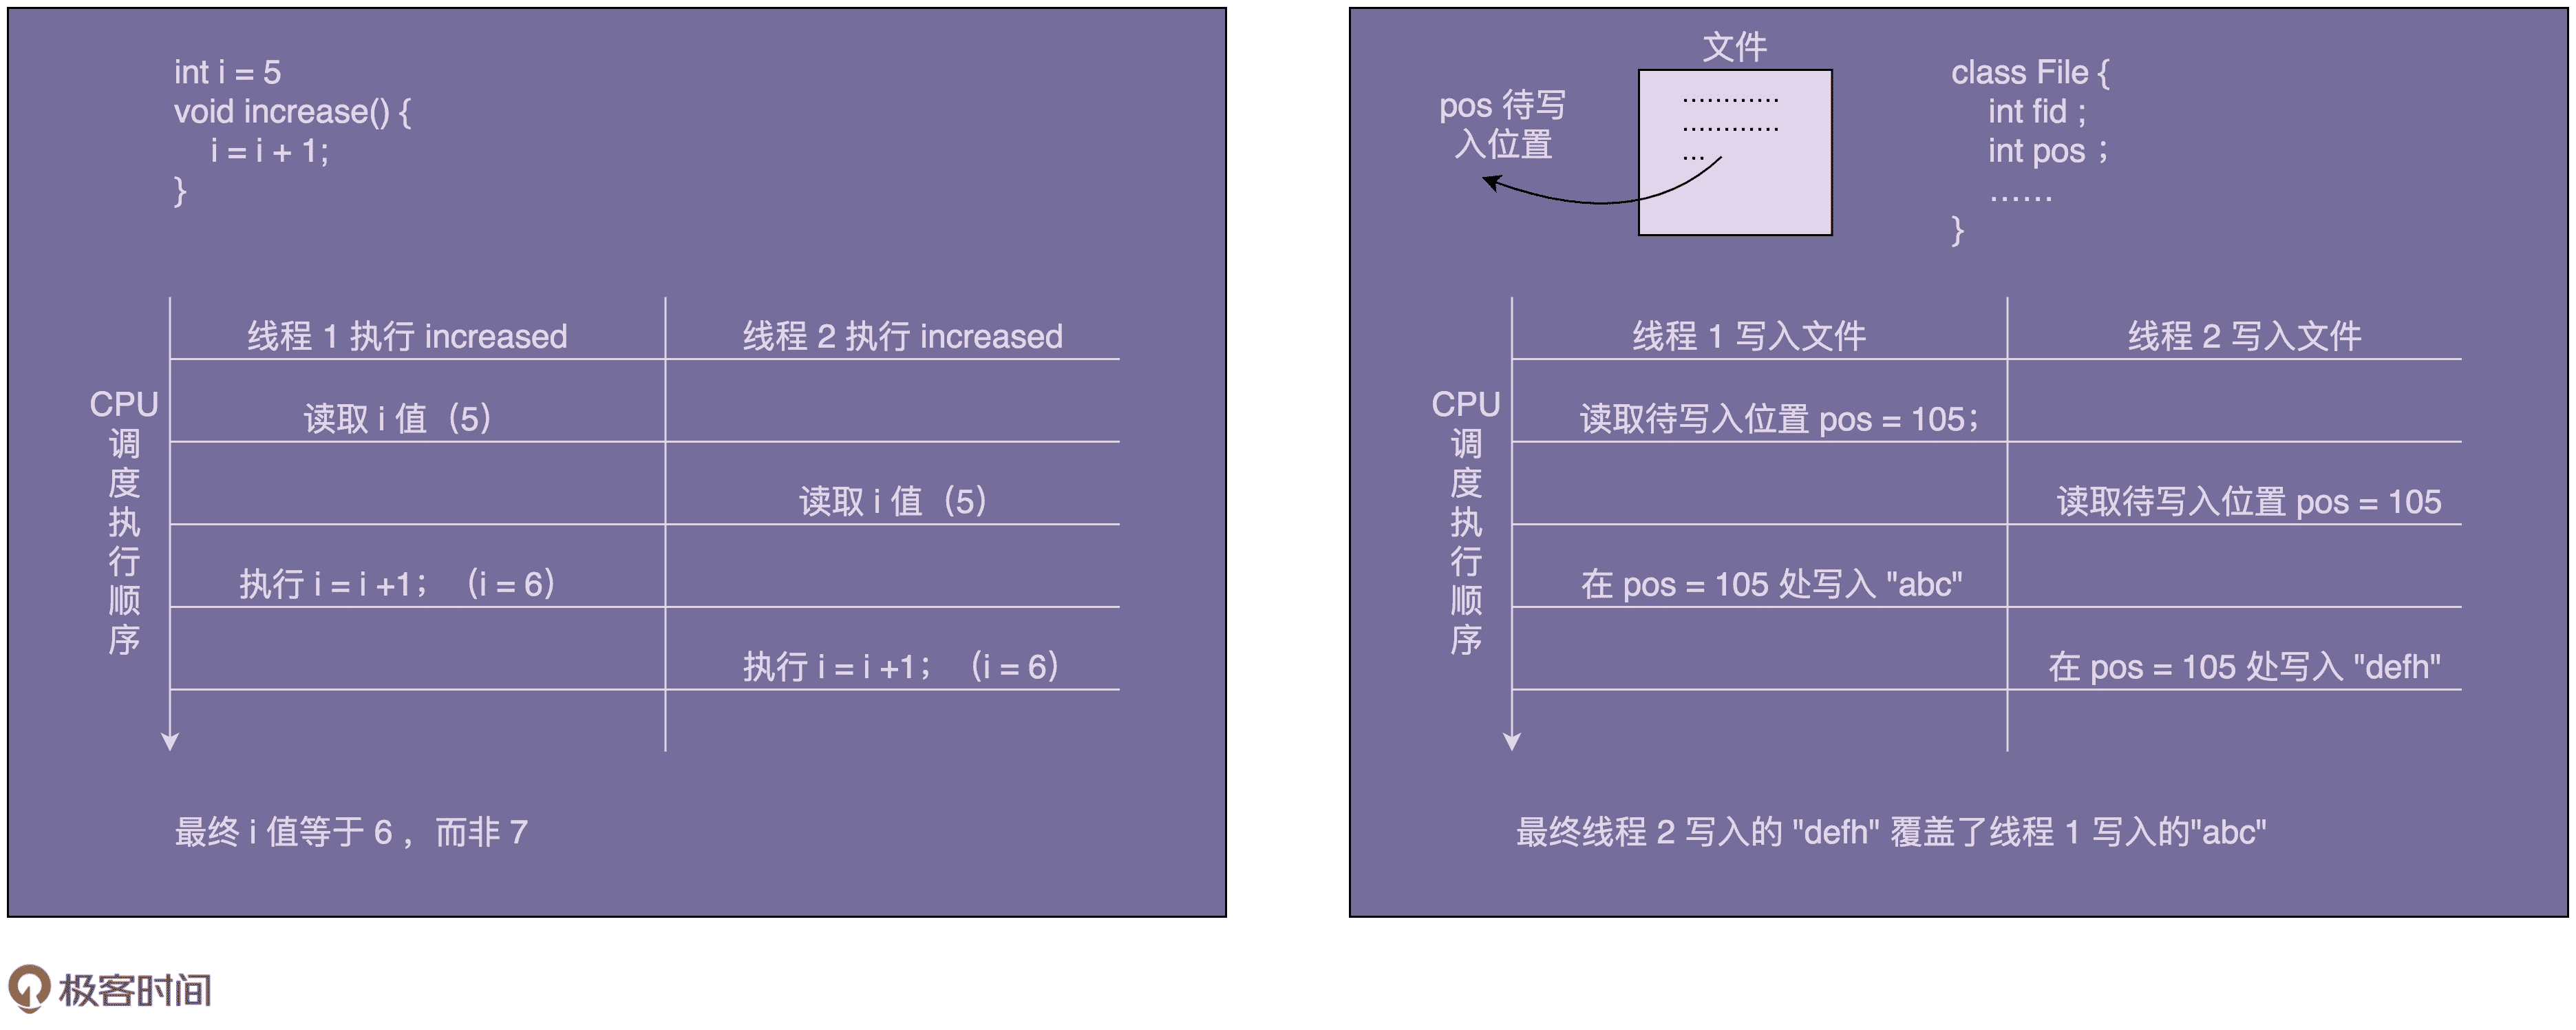 int i = 5
void increase() {
i = i + 1;
}
线程 1 执行 increased
线程 2 执行 increased
CPU
调
度
执
行
顺
序
读取 i 值（5）
读取 i 值（5）
执行 i = i +1； （i = 6）
执行 i = i +1； （i = 6）
最终 i 值等于 6 ，而非 7
文件
pos 待写
入位置
............
............
...
class File {
int fid ;
int pos ;
......
}
线程 1 写入文件
线程 2 写入文件
CPU
调
度
执
行
顺
序
读取待写入位置 pos = 105；
读取待写入位置 pos = 105
在 pos = 105 处写入 "abc"
在 pos = 105 处写入 "defh"
最终线程 2 写入的 "defh" 覆盖了线程 1 写入的"abc"
极客时间